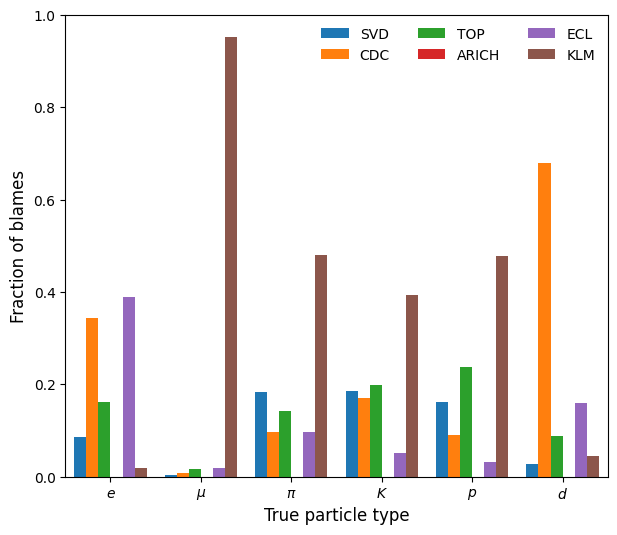 1.0
0.8
0.6
0.4
0.2
0.0
Fraction of blames
SVD TOP ECL
CDC ARICH KLM
e μ π K p d
True particle type